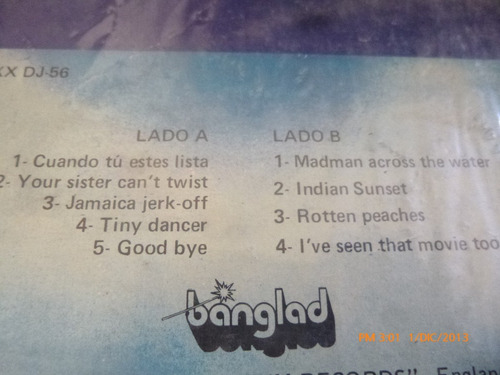 DJ-56
LADO A
1- Cuando tú estes lista
2- Your sister can't twist
3- Jamaica jerk-off
4- Tiny dancer
5- Good bye
LADO B
1- Madman across the water
2- Indian Sunset
3- Rotten peaches
4- I've seen that movie too
banglad
RECORDS" England